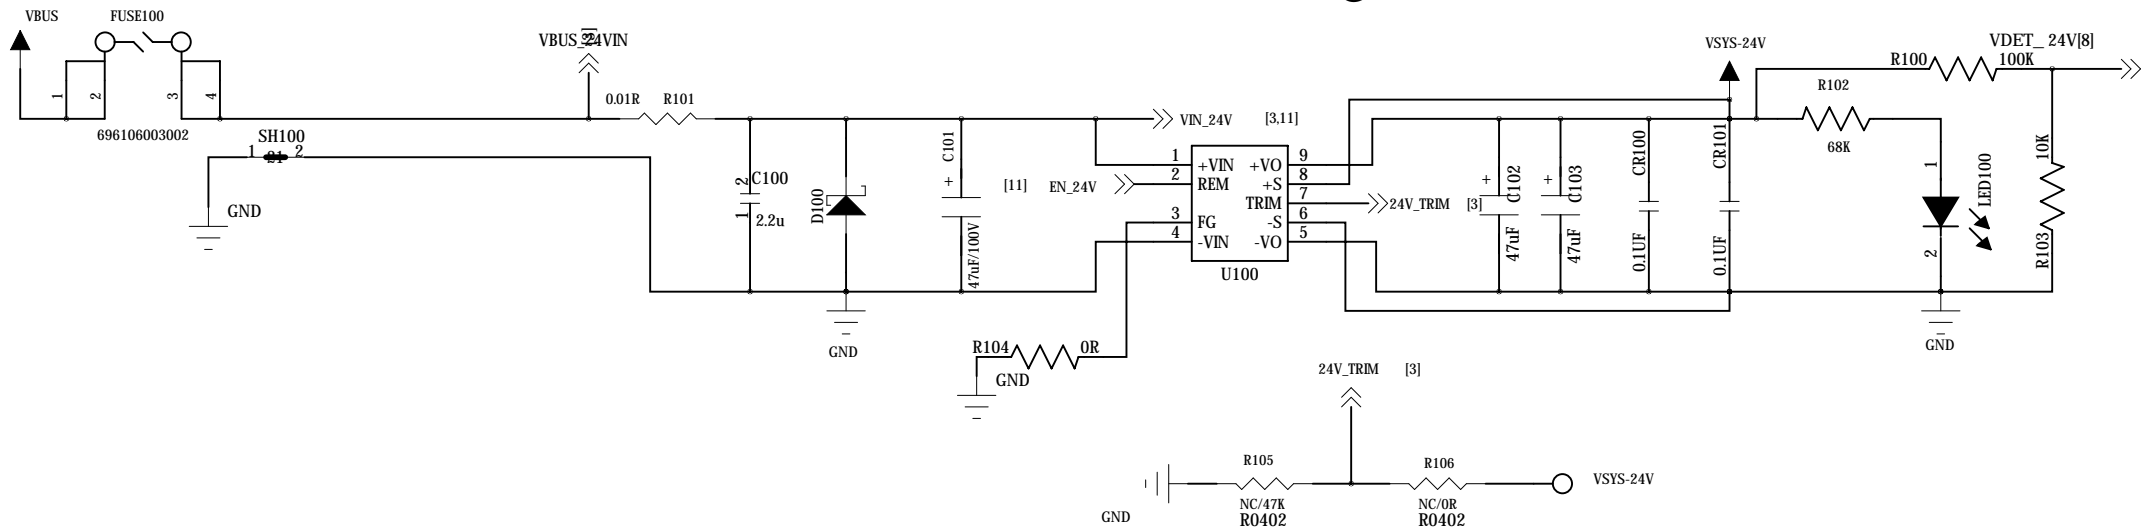 VBUS
FUSE100
1
2
3
4
696106003002
VBUS_24VIN
[3]
0.01R
R101
SH100
1
2
GND
2
C100
1
2.2u
D100
C101
+
47uF/100V
GND
VIN_24V [3,11]
[11] EN_24V
1 +VIN
2 REM
3 FG
4 -VIN
+VO 9
+S 8
TRIM 7
-S 6
-VO 5
U100
24V_TRIM [3]
R104
0R
GND
+
C102
47uF
+
C103
47uF
CR100
0.1UF
CR101
0.1UF
VSYS-24V
R100
100K
VDET_ 24V[8]
R102
68K
1
LED100
2
10K
R103
GND
24V_TRIM [3]
R105
NC/47K
R0402
R106
NC/0R
R0402
VSYS-24V
GND